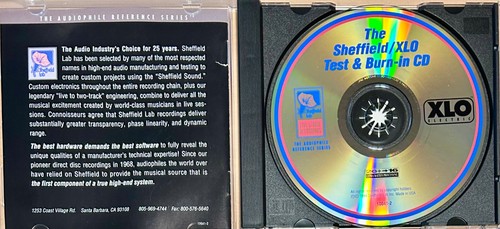 THE AUDIOPHILE REFERENCE SERIES
The Audio Industry's Choice for 25 years. Sheffield
Lab has been selected by many of the most respected
names in high-end audio manufacturing and testing to
create custom projects using the "Sheffield Sound."
Custom electronics throughout the entire recording chain, plus our
legendary "live to two-track" engineering, combine to deliver all the
musical excitement created by world-class musicians in live ses-
sions. Connoisseurs agree that Sheffield Lab recordings deliver
substantially greater transparency, phase linearity, and dynamic
range.
The best hardware demands the best software to fully reveal the
unique qualities of a manufacturer's technical expertise! Since our
pioneer direct disc recordings in 1968, audiophiles the world over
have relied on Sheffield to provide the musical source that is
the first component of a true high-end system.
1253 Coast Village Rd. Santa Barbara, CA 93108 805-969-4744 Fax: 800-576-5640
The
Sheffield/XLO
Test & Burn-in CD
XLO
ELECTRIC
THE AUDIOPHILE
REFERENCE SERIES